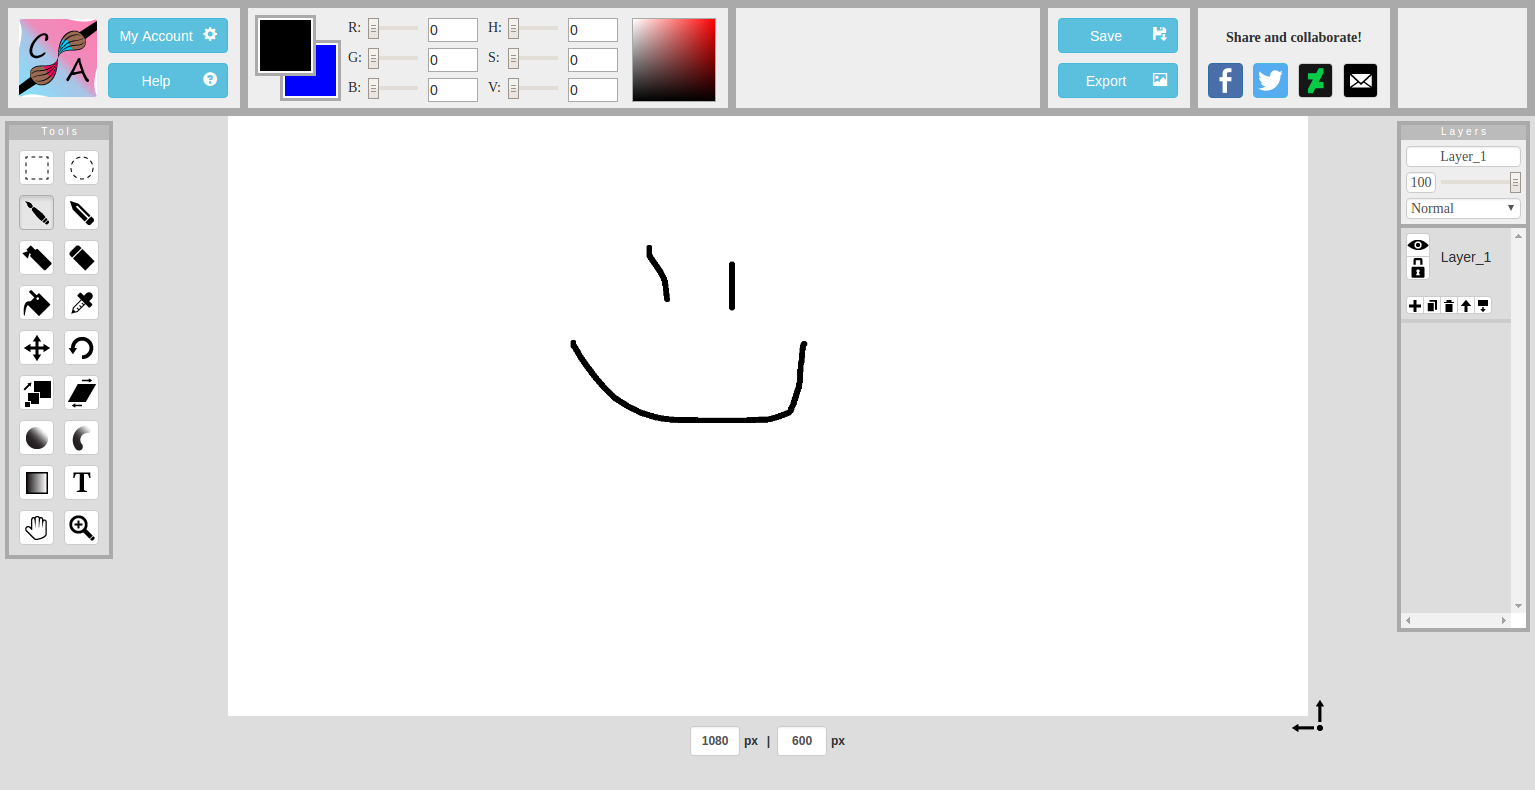 C A
My Account
Help
R: 0 H: 0
G: 0 S: 0
B: 0 V: 0
Save
Export
Share and collaborate!
Tools
T
Layers
Layer_1
100
Normal
Layer_1
1080 px | 600 px